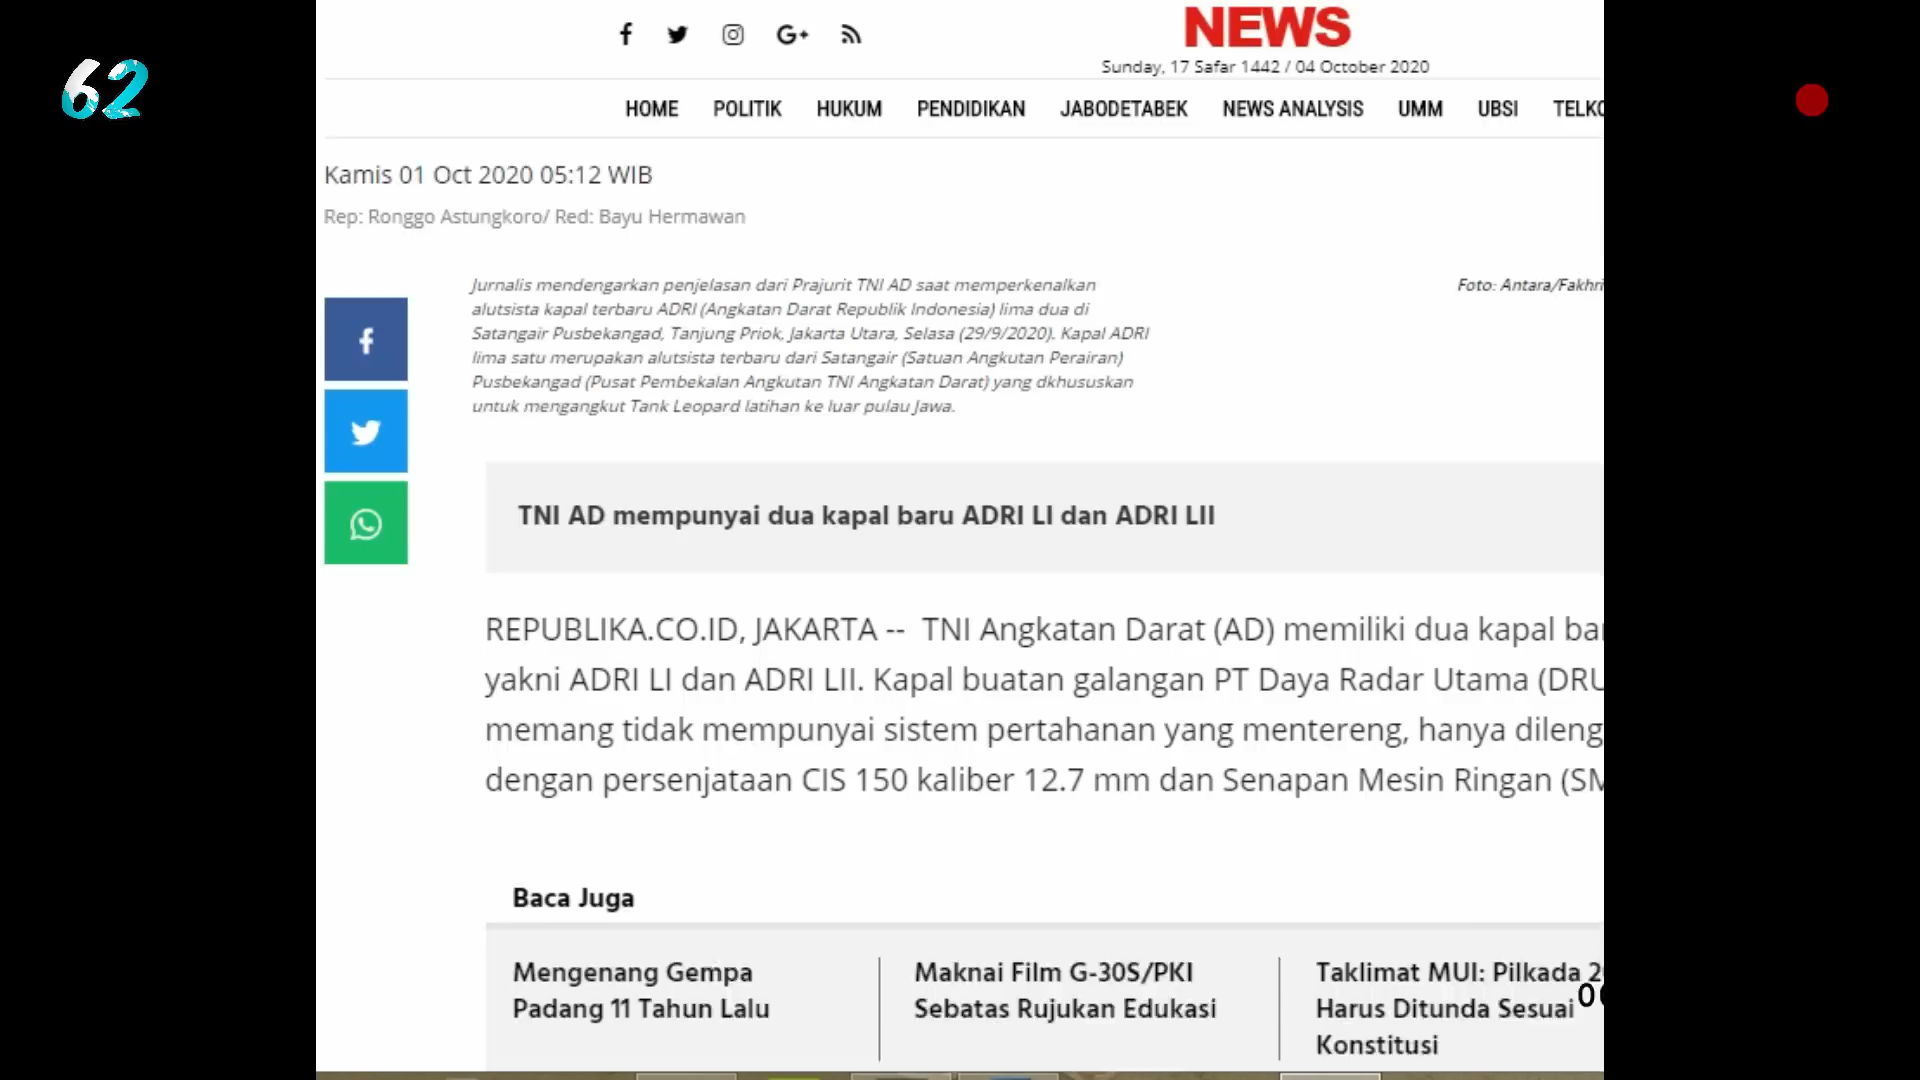 62
NEWS
Sunday, 17 Safar 1442 / 04 October 2020
HOME POLITIK HUKUM PENDIDIKAN JABODETABEK NEWS ANALYSIS UMM UBSI TELKO
Kamis 01 Oct 2020 05:12 WIB
Rep: Ronggo Astungkoro/ Red: Bayu Hermawan
Jurnalis mendengarkan penjelasan dari Prajurit TNI AD saat memperkenalkan
alutsista kapal terbaru ADRI (Angkatan Darat Republik Indonesia) lima dua di
Satangair Pusbekangad, Tanjung Priok, Jakarta Utara, Selasa (29/9/2020). Kapal ADRI
lima satu merupakan alutsista terbaru dari Satangair (Satuan Angkutan Perairan)
Pusbekangad (Pusat Pembekalan Angkutan TNI Angkatan Darat) yang dkhususkan
untuk mengangkut Tank Leopard latihan ke luar pulau Jawa.
Foto: Antara/Fakhri
TNI AD mempunyai dua kapal baru ADRI LI dan ADRI LII
REPUBLIKA.CO.ID, JAKARTA -- TNI Angkatan Darat (AD) memiliki dua kapal
yakni ADRI LI dan ADRI LII. Kapal buatan galangan PT Daya Radar Utama (DRU
memang tidak mempunyai sistem pertahanan yang mentereng, hanya dileng
dengan persenjataan CIS 150 kaliber 12.7 mm dan Senapan Mesin Ringan
Baca Juga
Mengenang Gempa
Padang 11 Tahun Lalu
Maknai Film G-30S/PKI
Sebatas Rujukan Edukasi
Taklimat MUI: Pilkada
Harus Ditunda Sesuai
Konstitusi